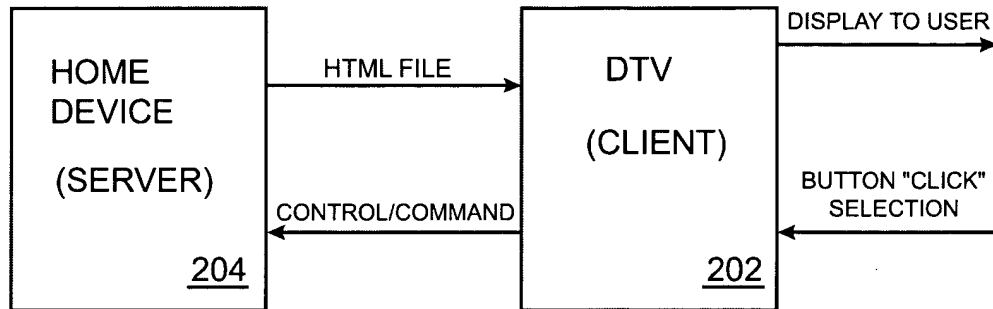 HOME
DEVICE
(SERVER)
204
HTML FILE
CONTROL/COMMAND
DTV
(CLIENT)
202
DISPLAY TO USER
BUTTON "CLICK"
SELECTION